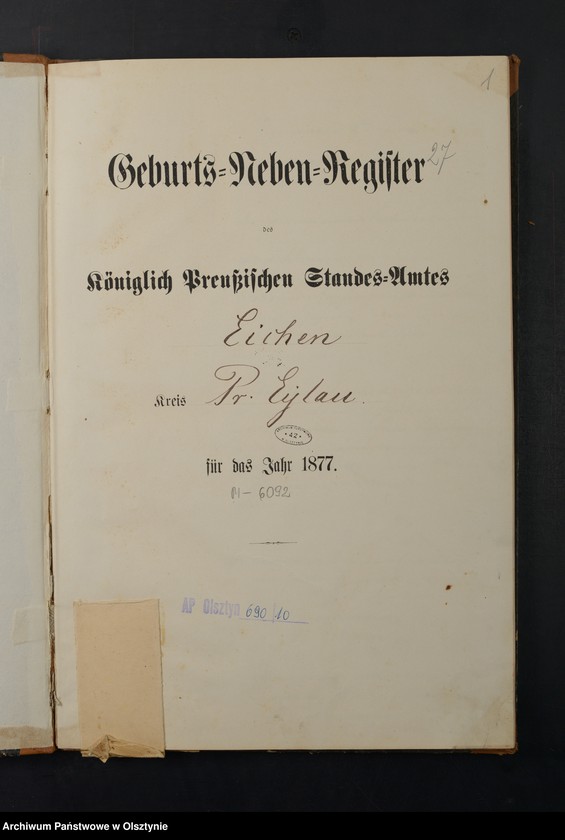 1
Geburts-Neben-Register 27
des
Königlich Preußischen Standes-Amtes
Eichen
Kreis Pr. Eylau.
42
für das Jahr 1877.
M-6092
AP Olsztyn 690/10
Archiwum Państwowe w Olsztynie